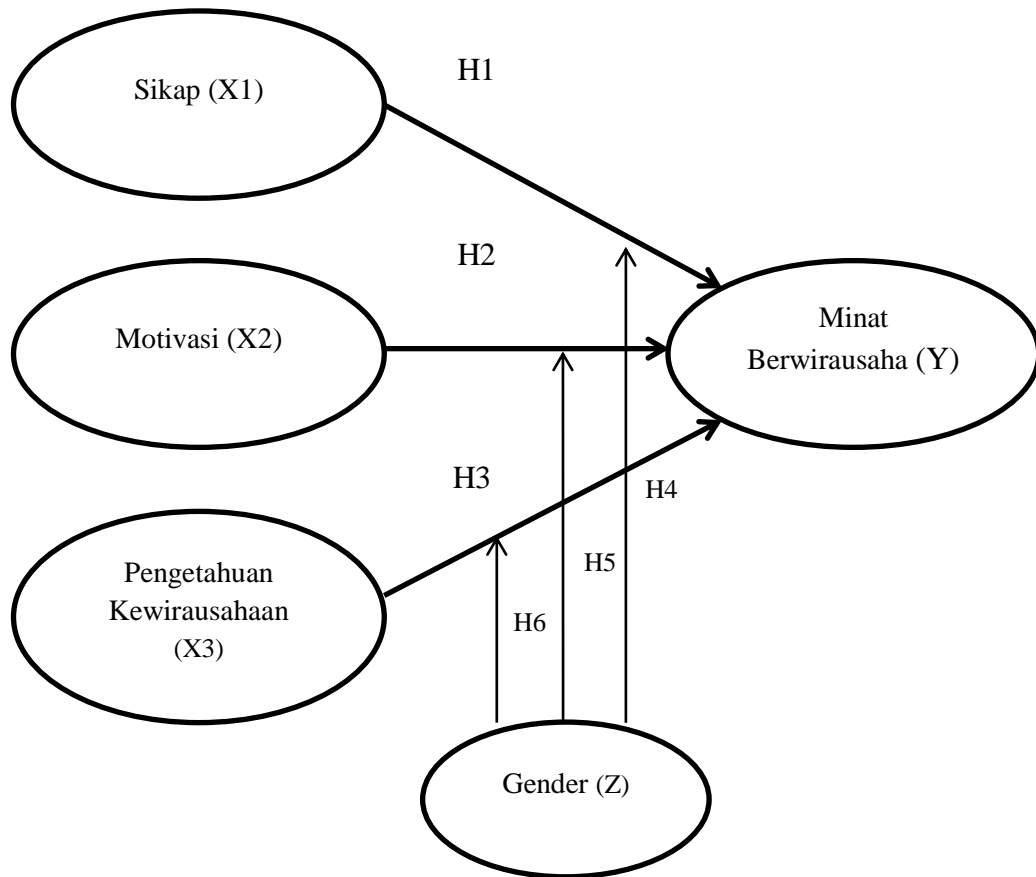 H1
Sikap (X1)
H2
Motivasi (X2)
Minat
Berwirausaha (Y)
H3
H4
Pengetahuan
Kewirausahaan
(X3)
H5
H6
Gender (Z)